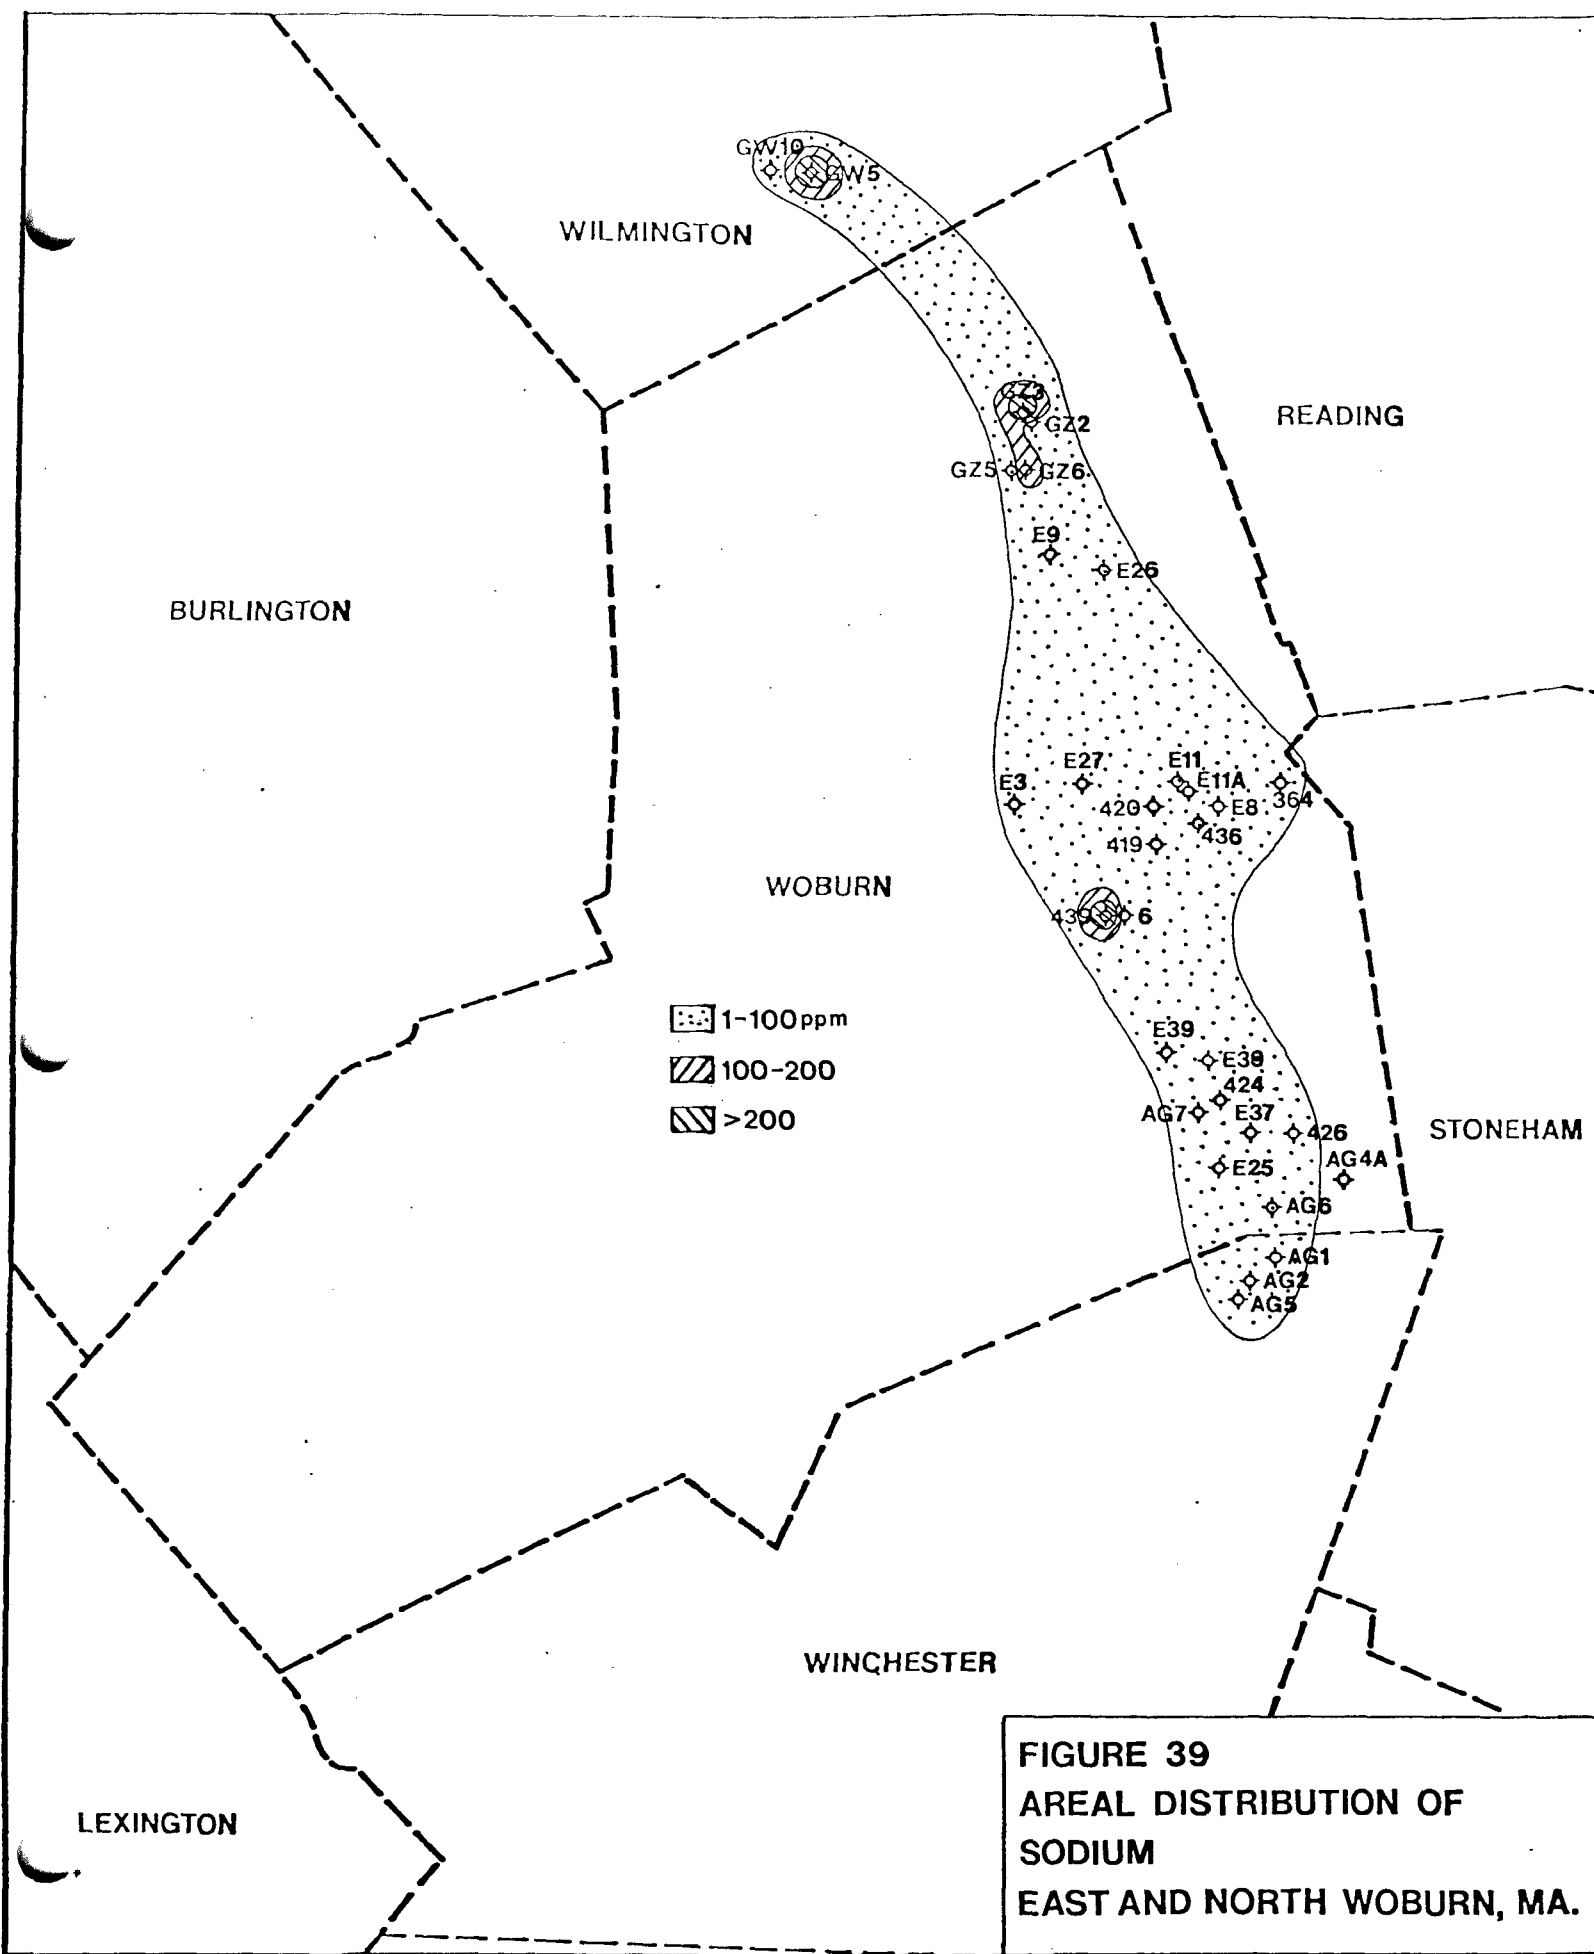 GW10
GW5
WILMINGTON
GZ3
GZ2
READING
GZ5
GZ6
E9
E26
BURLINGTON
E27
E11
E3
E11A
364
420
E8
436
419
WOBURN
439
6
1-100ppm
100-200
>200
E39
E38
424
AG7
E37
426
STONEHAM
AG4A
E25
AG6
AG1
AG2
AG5
WINCHESTER
LEXINGTON
FIGURE 39
AREAL DISTRIBUTION OF
SODIUM
EAST AND NORTH WOBURN, MA.